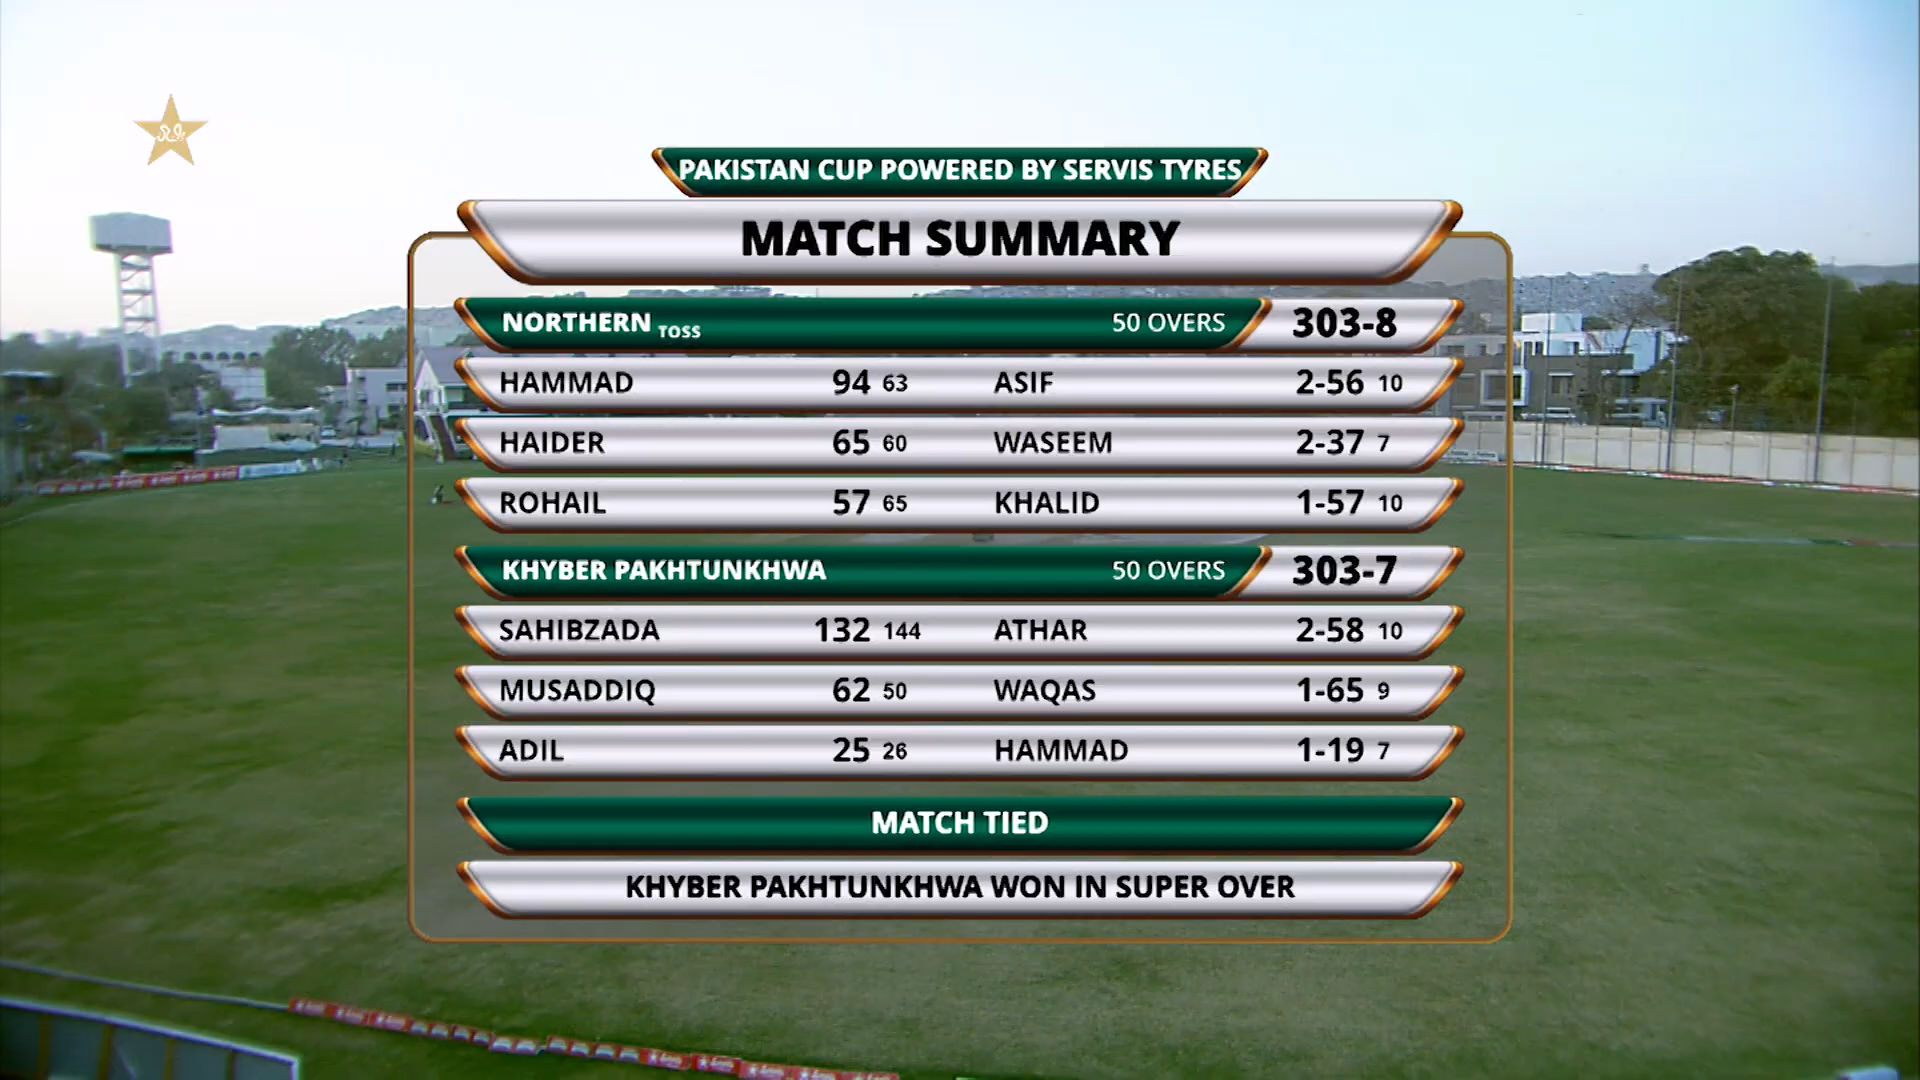 PAKISTAN CUP POWERED BY SERVIS TYRES
MATCH SUMMARY
NORTHERN TOSS 50 OVERS 303-8
HAMMAD 94 63 ASIF 2-56 10
HAIDER 65 60 WASEEM 2-37 7
ROHAIL 57 65 KHALID 1-57 10
KHYBER PAKHTUNKHWA 50 OVERS 303-7
SAHIBZADA 132 144 ATHAR 2-58 10
MUSADDIQ 62 50 WAQAS 1-65 9
ADIL 25 26 HAMMAD 1-19 7
MATCH TIED
KHYBER PAKHTUNKHWA WON IN SUPER OVER